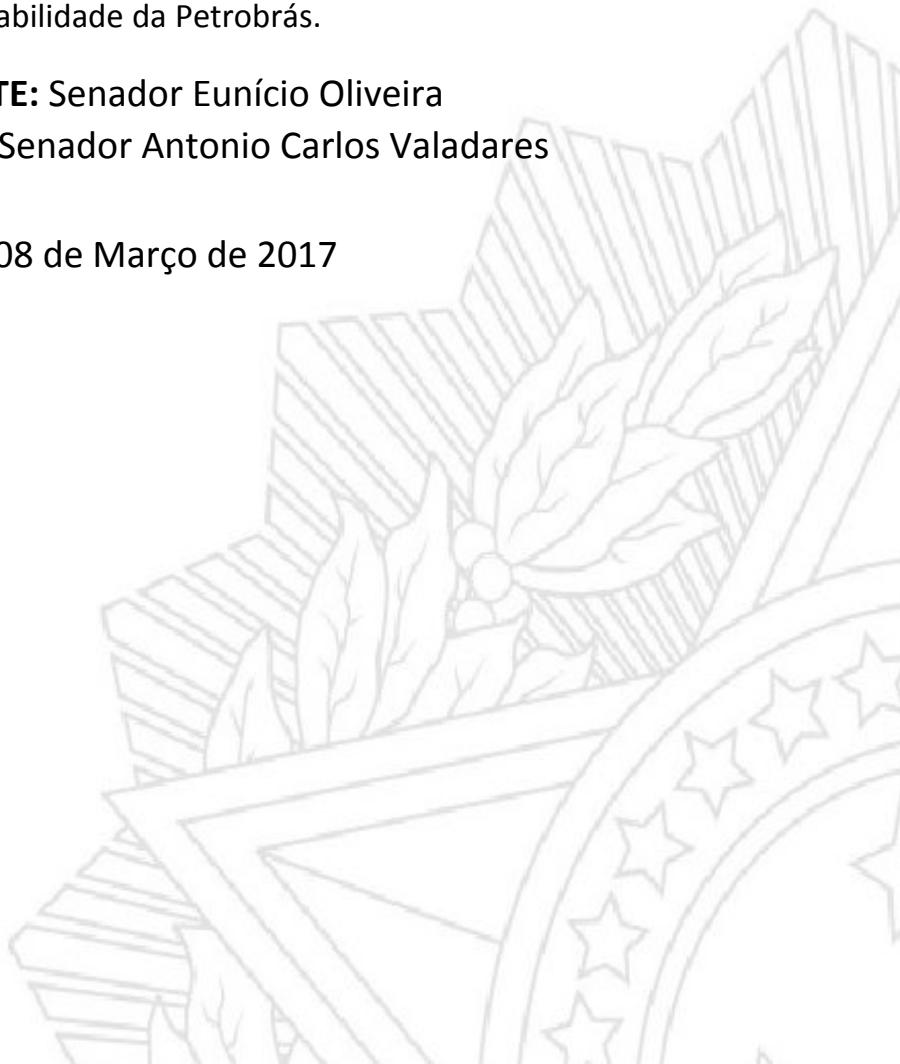 abilidade da Petrobrás.
TE: Senador Eunício Oliveira
Senador Antonio Carlos Valadares
08 de Março de 2017